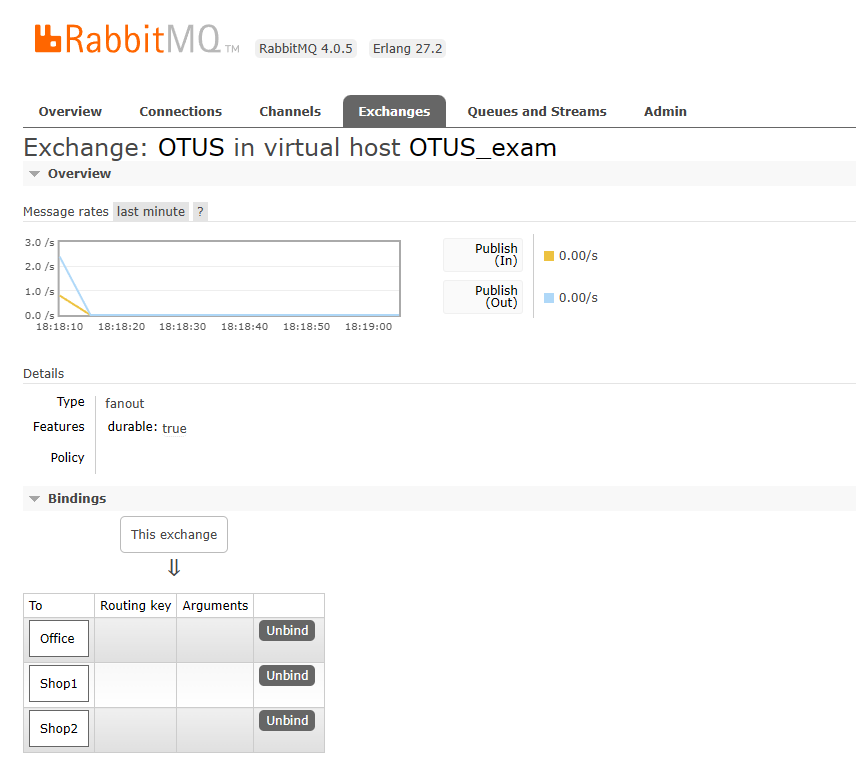 RabbitMQ TM RabbitMQ 4.0.5 Erlang 27.2
Overview Connections Channels Exchanges Queues and Streams Admin
Exchange: OTUS in virtual host OTUS_exam
Overview
Message rates last minute ?
3.0 /s
2.0 /s
1.0 /s
0.0 /s
18:18:10 18:18:20 18:18:30 18:18:40 18:18:50 18:19:00
Publish
(In)
0.00/s
Publish
(Out)
0.00/s
Details
Type fanout
Features durable: true
Policy
Bindings
This exchange
⇓
To Routing key Arguments
Office Unbind
Shop1 Unbind
Shop2 Unbind